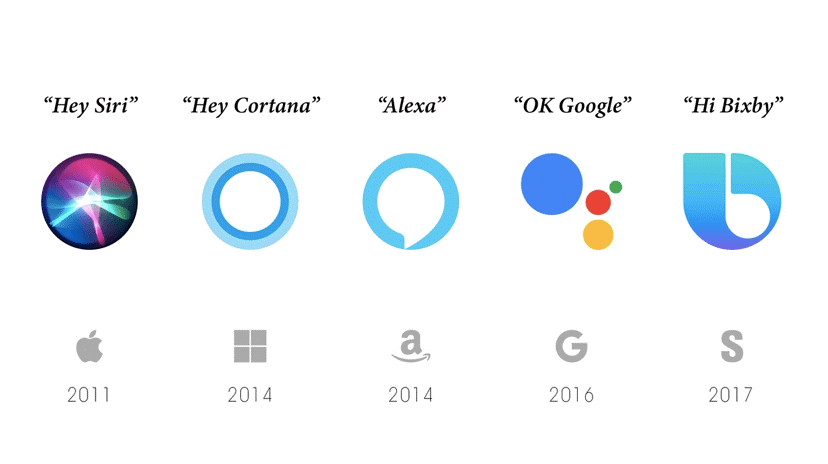 “Hey Siri” “Hey Cortana” “Alexa” “OK Google” “Hi Bixby”
a G S
2011 2014 2014 2016 2017